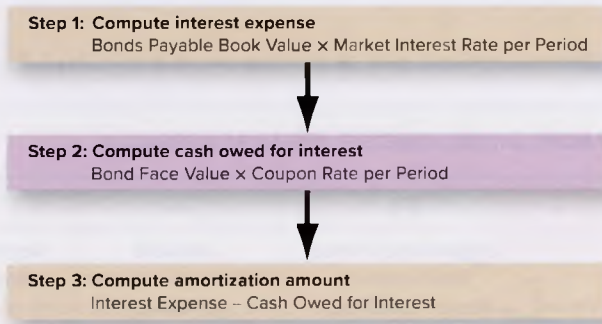 Step 1: Compute interest expense
Bonds Payable Book Value × Market Interest Rate per Period
Step 2: Compute cash owed for interest
Bond Face Value × Coupon Rate per Period
Step 3: Compute amortization amount
Interest Expense – Cash Owed for Interest